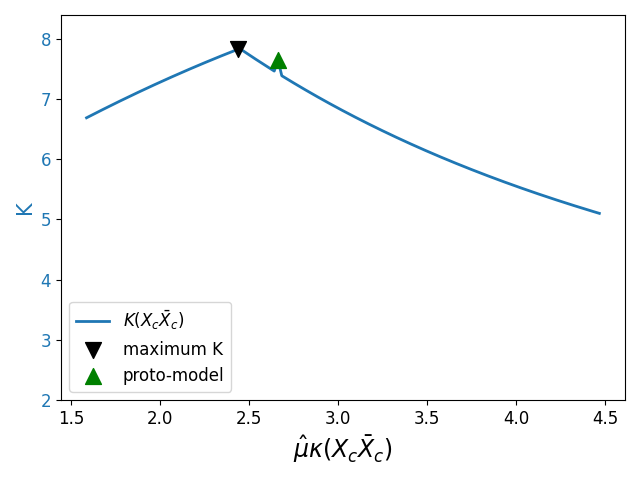 8
7
6
5
4
3
2
K
K(X_c X̄_c)
maximum K
proto-model
1.5 2.0 2.5 3.0 3.5 4.0 4.5
μ̂κ(X_c X̄_c)